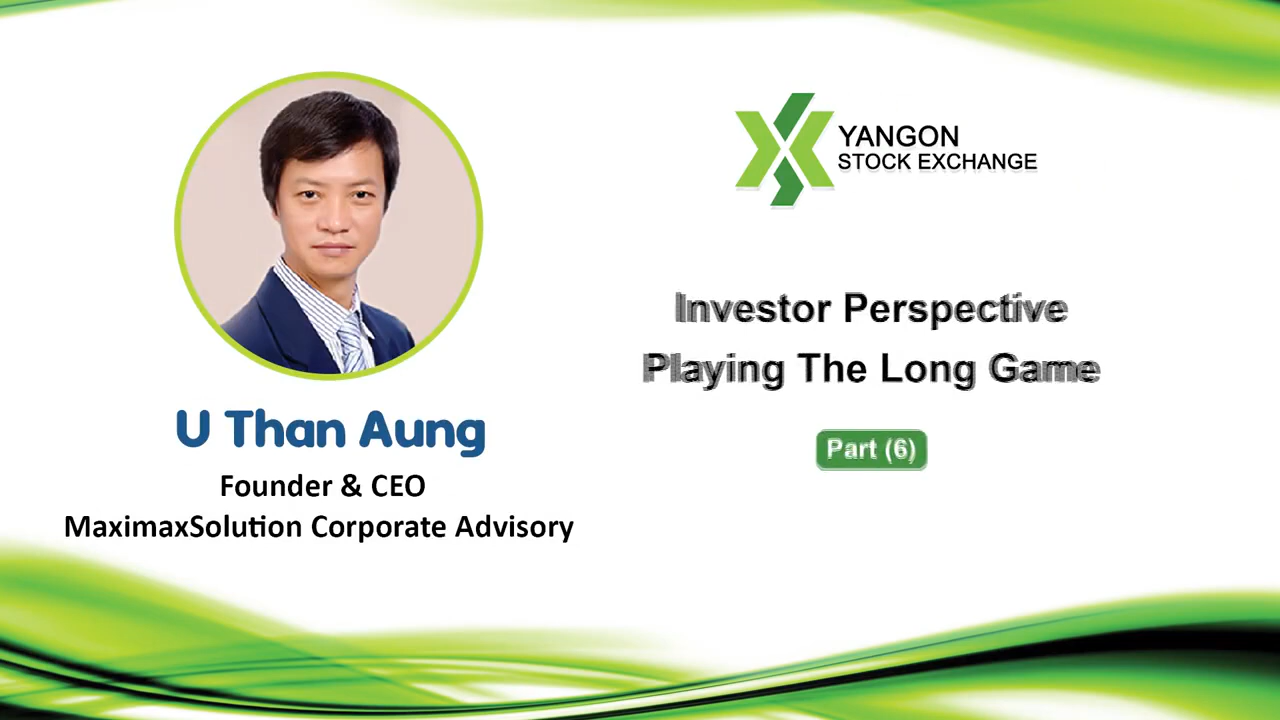 YANGON
STOCK EXCHANGE
Investor Perspective
Playing The Long Game
Part (6)
U Than Aung
Founder & CEO
MaximaxSolution Corporate Advisory